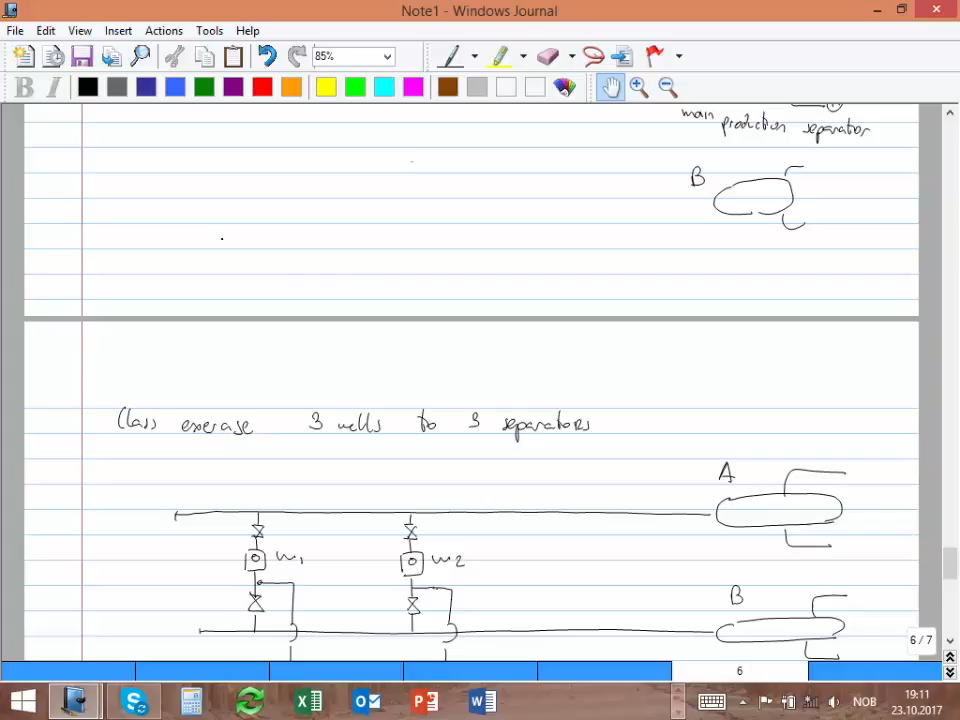 Note1 - Windows Journal
File Edit View Insert Actions Tools Help
85%
B I
main production separator
B
Class exercise 3 wells to 3 separators
A
W1 W2
B
6 / 7
6
NOB
19:11
23.10.2017